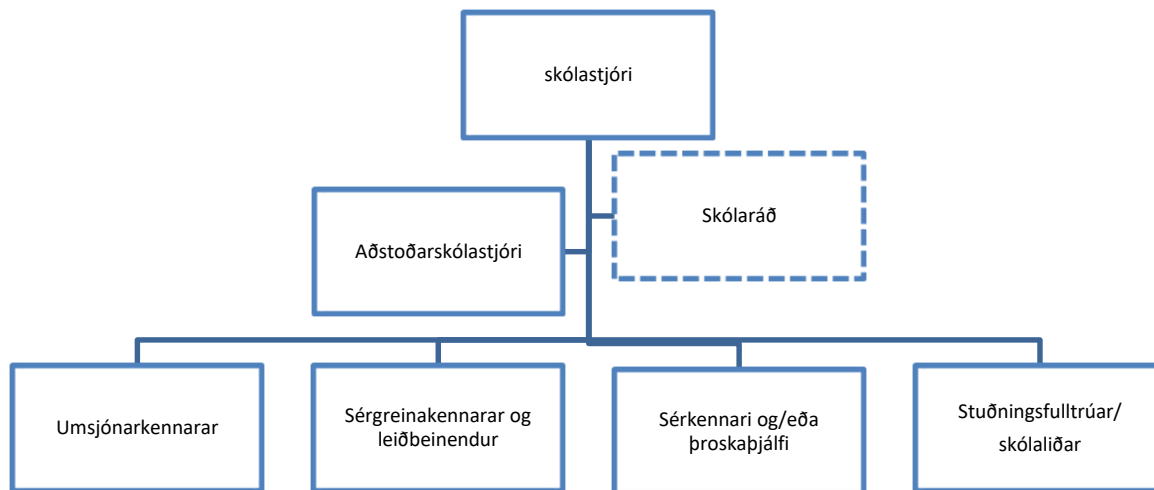 skólastjóri
Skólaráð
Aðstoðarskólastjóri
Umsjónarkennarar
Sérgreinakennarar og
leiðbeinendur
Sérkennari og/eða
þroskaþjálfi
Stuðningsfulltrúar/
skólaliðar